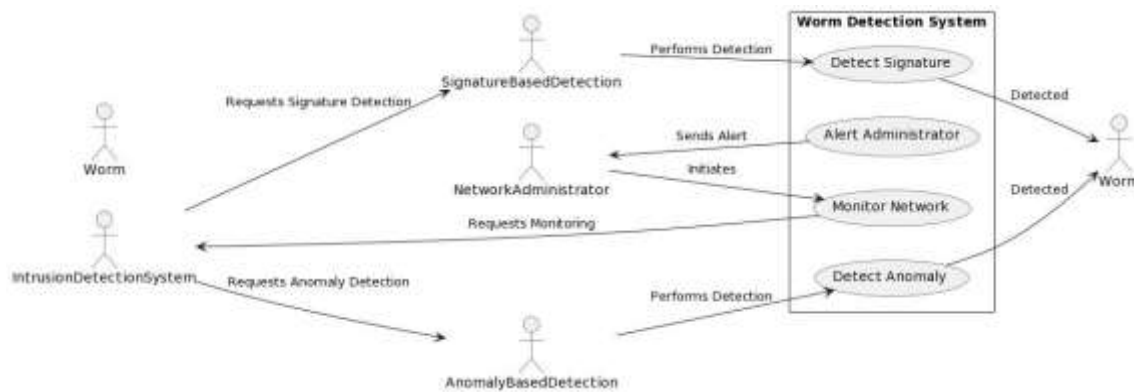 Worm Detection System
Performs Detection
Detect Signature
SignatureBasedDetection
Requests Signature Detection
Detected
Worm
Sends Alert
Alert Administrator
NetworkAdministrator
Initiates
Worm
Detected
Monitor Network
Requests Monitoring
IntrusionDetectionSystem
Requests Anomaly Detection
Detect Anomaly
Performs Detection
AnomalyBasedDetection